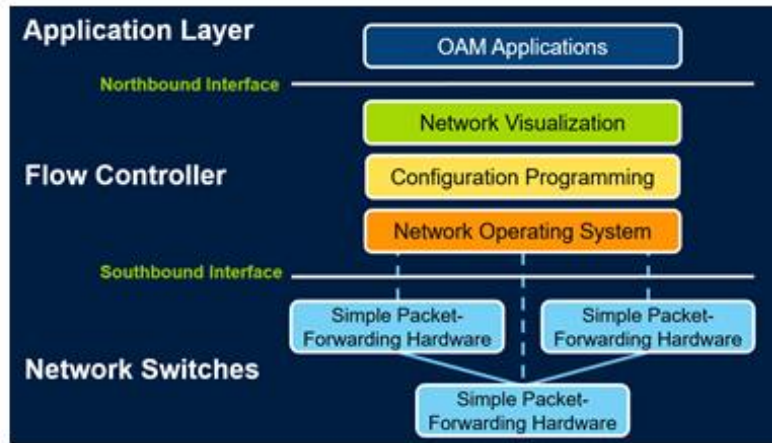 Application Layer
OAM Applications
Northbound Interface
Network Visualization
Flow Controller
Configuration Programming
Network Operating System
Southbound Interface
Simple Packet-
Forwarding Hardware
Simple Packet-
Forwarding Hardware
Network Switches
Simple Packet-
Forwarding Hardware